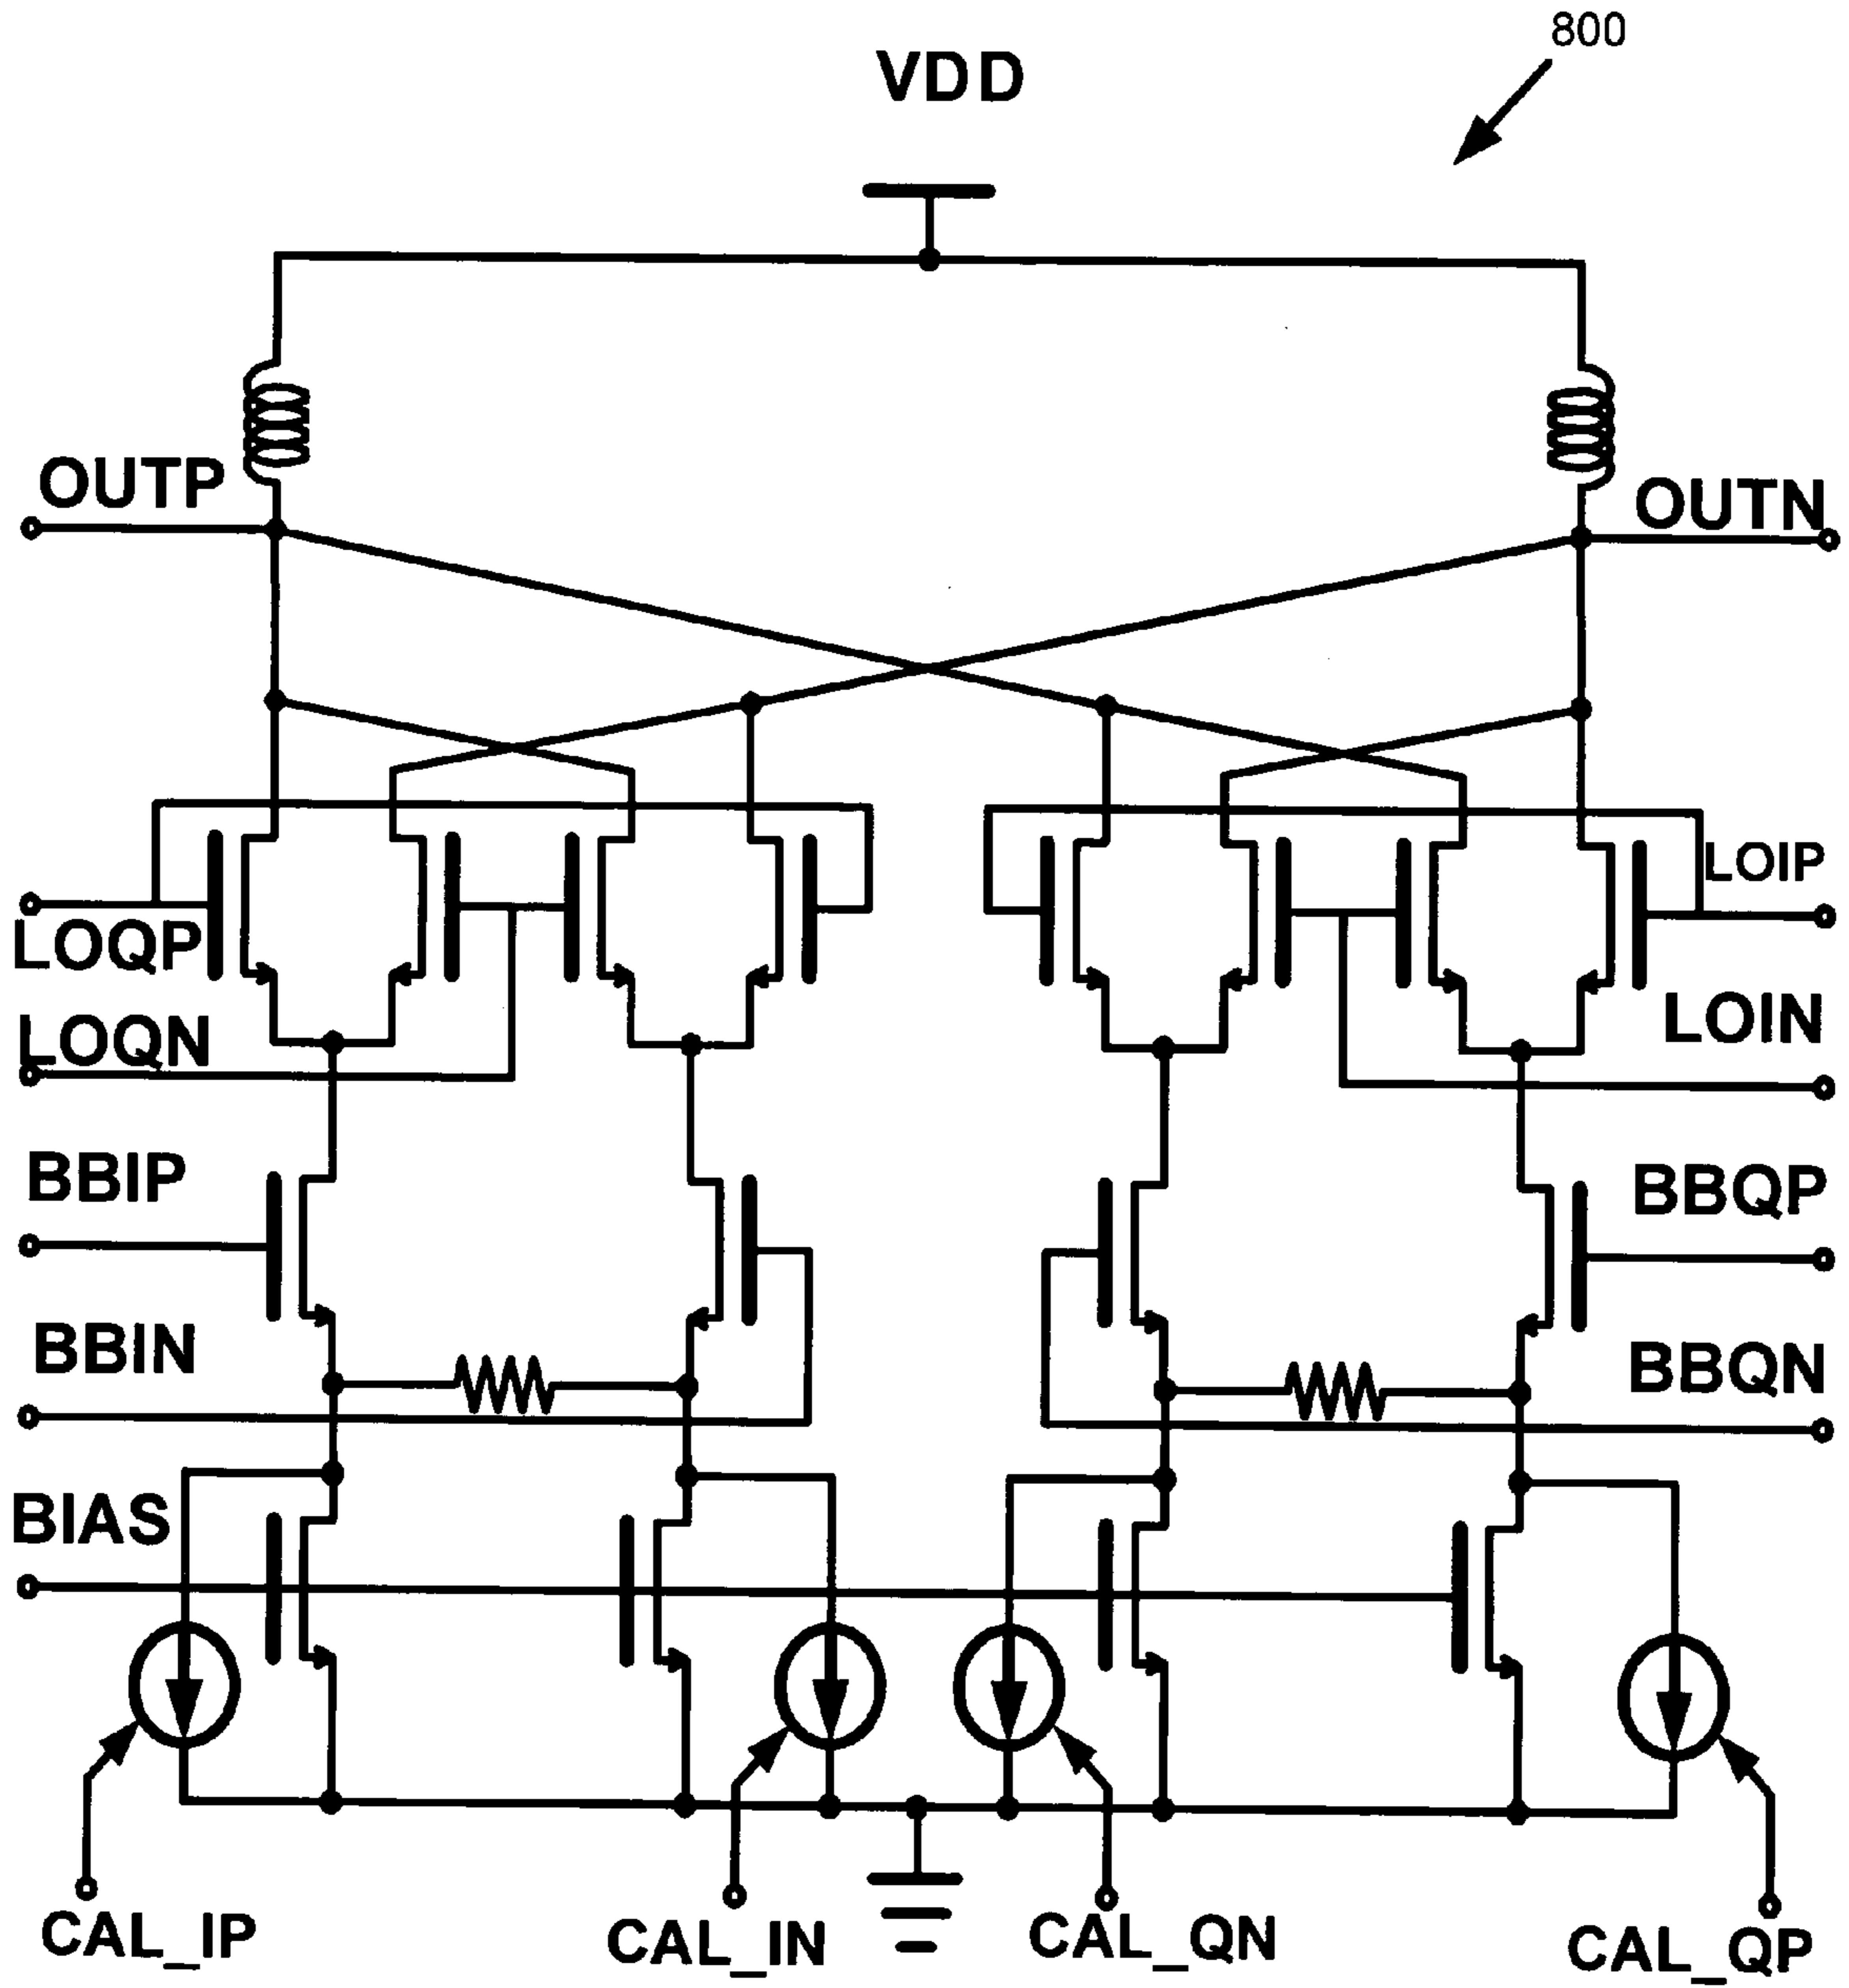 800
VDD
OUTP
OUTN
LOIP
LOQP
LOIN
LOQN
BBIP
BBQP
BBIN
BBQN
BIAS
CAL_IP
CAL_IN
CAL_QN
CAL_QP